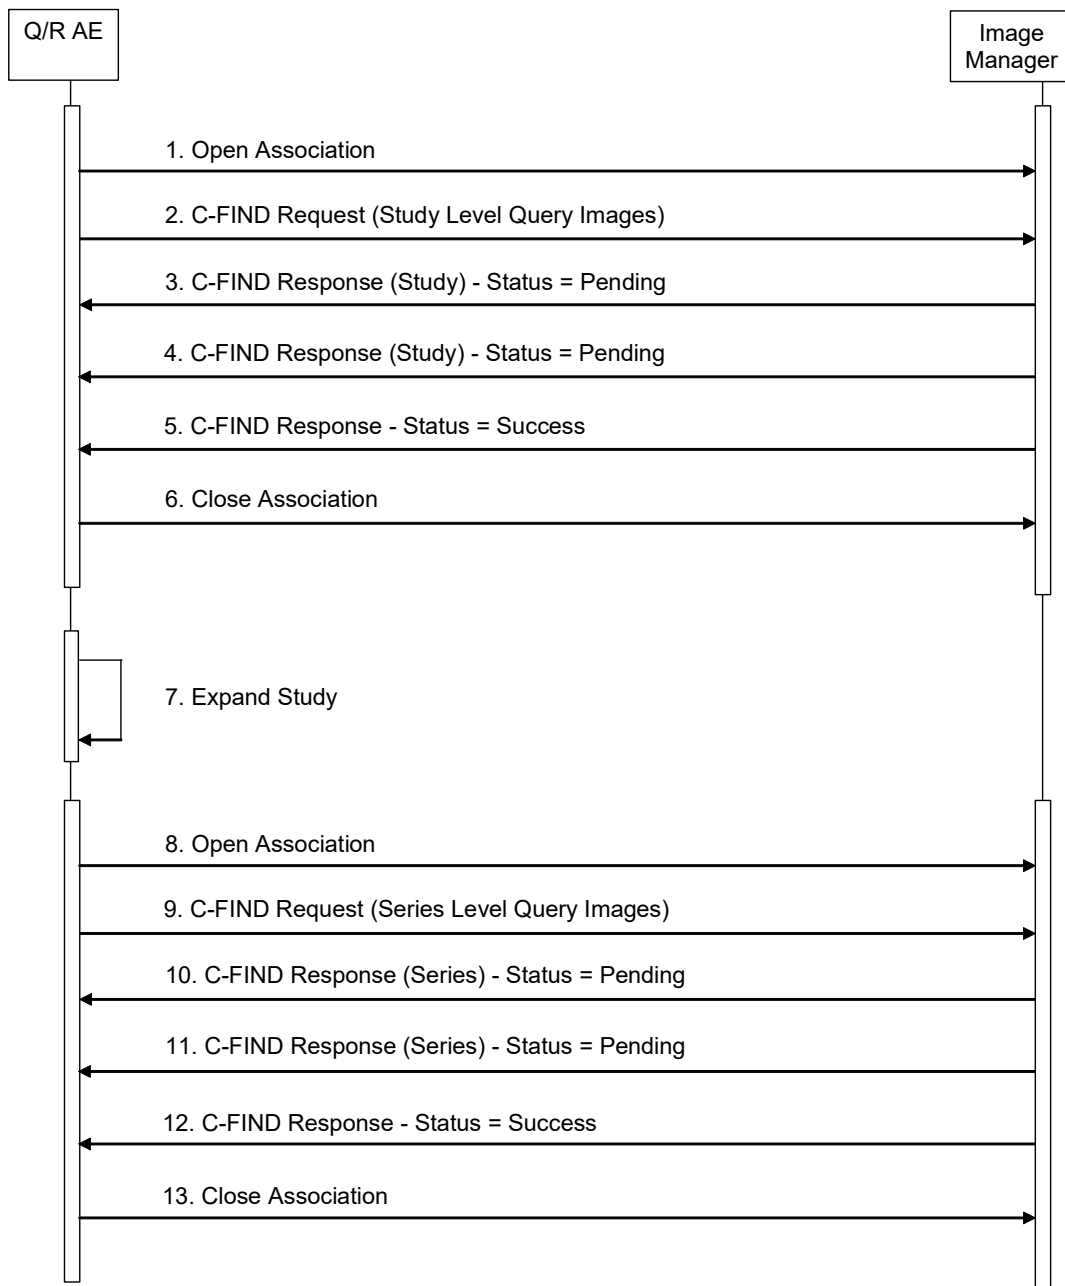 Q/R AE
Image
Manager
1. Open Association
2. C-FIND Request (Study Level Query Images)
3. C-FIND Response (Study) - Status = Pending
4. C-FIND Response (Study) - Status = Pending
5. C-FIND Response - Status = Success
6. Close Association
7. Expand Study
8. Open Association
9. C-FIND Request (Series Level Query Images)
10. C-FIND Response (Series) - Status = Pending
11. C-FIND Response (Series) - Status = Pending
12. C-FIND Response - Status = Success
13. Close Association